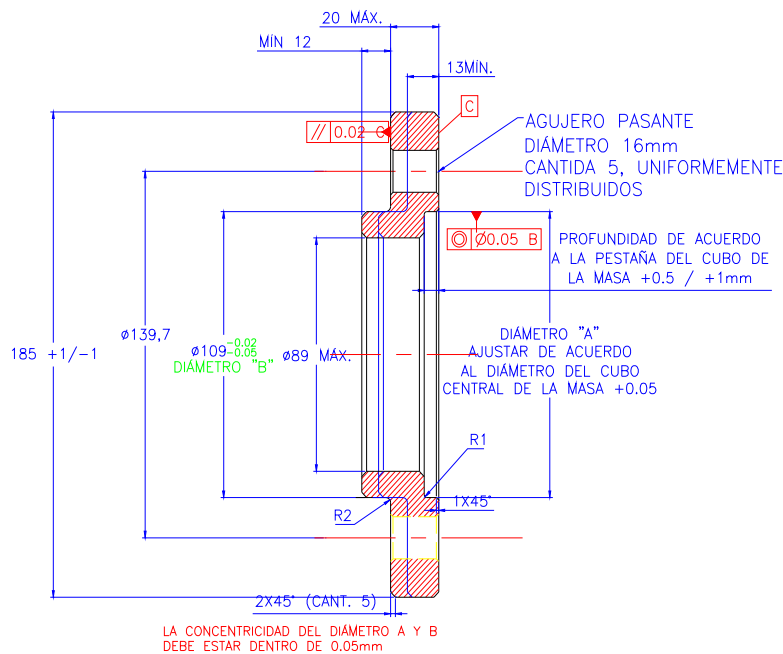 20 MÁX.
MÍN 12
13MÍN.
C
// 0.02 C
AGUJERO PASANTE
DIÁMETRO 16mm
CANTIDA 5, UNIFORMEMENTE
DISTRIBUIDOS
◎ Ø0.05 B
PROFUNDIDAD DE ACUERDO
A LA PESTAÑA DEL CUBO DE
LA MASA +0.5 / +1mm
185 +1/-1
ø139,7
ø109 -0.02
-0.05
DIÁMETRO "B"
ø89 MÁX.
DIÁMETRO "A"
AJUSTAR DE ACUERDO
AL DIÁMETRO DEL CUBO
CENTRAL DE LA MASA +0.05
R1
R2
1X45°
2X45° (CANT. 5)
LA CONCENTRICIDAD DEL DIÁMETRO A Y B
DEBE ESTAR DENTRO DE 0.05mm